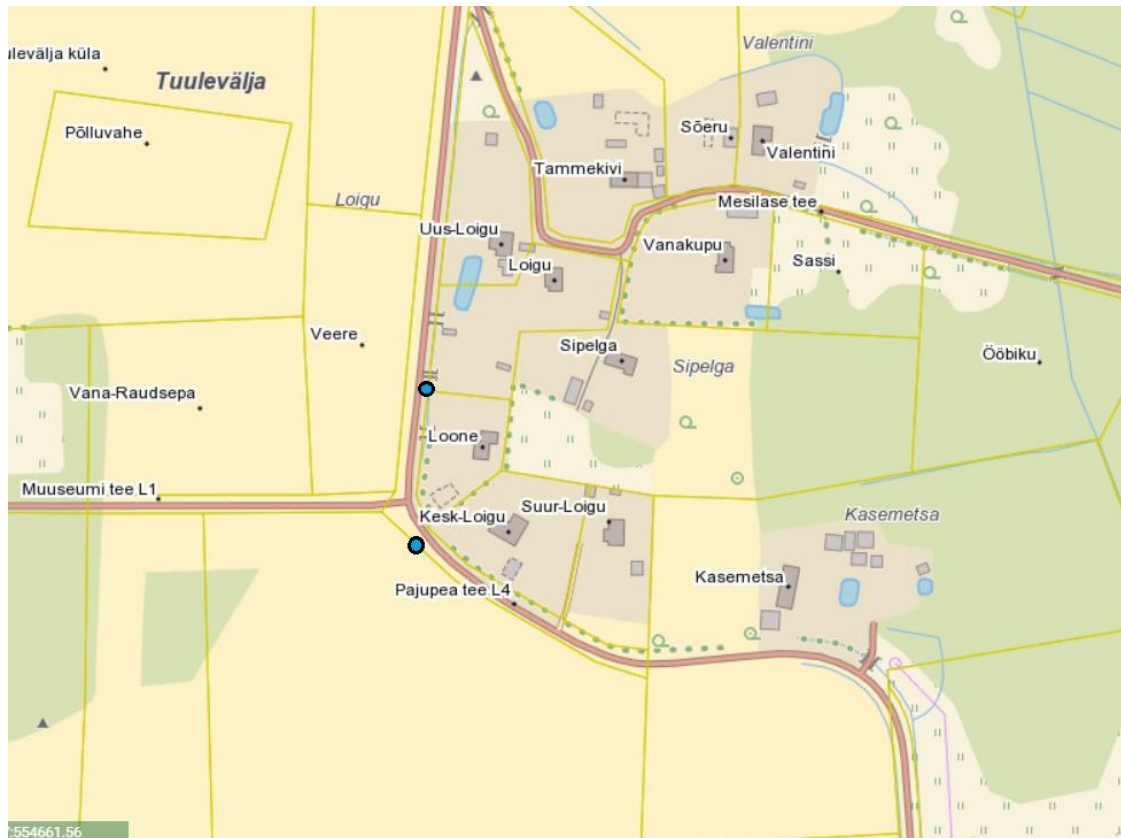 ulevälja küla
Tuulevälja
Põlluvahe
Valentini
Sõeru
Valentini
Tammekivi
Loigu
Mesilase tee
Uus-Loigu
Vanakupu
Loigu
Sassi
Veere
Sipelga
Sipelga
Ööbiku
Vana-Raudsepa
Loone
Muuseumi tee L1
Suur-Loigu
Kesk-Loigu
Kasemetsa
Kasemetsa
Pajupea tee L4
:554661.56